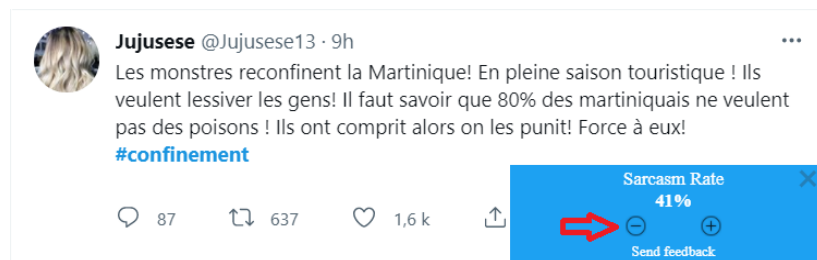 Jujusese @Jujusese13 · 9h
Les monstres reconfinent la Martinique! En pleine saison touristique ! Ils
veulent lessiver les gens! Il faut savoir que 80% des martiniquais ne veulent
pas des poisons ! Ils ont comprit alors on les punit! Force à eux!
#confinement
87 637 1,6 k
Sarcasm Rate
41%
Send feedback